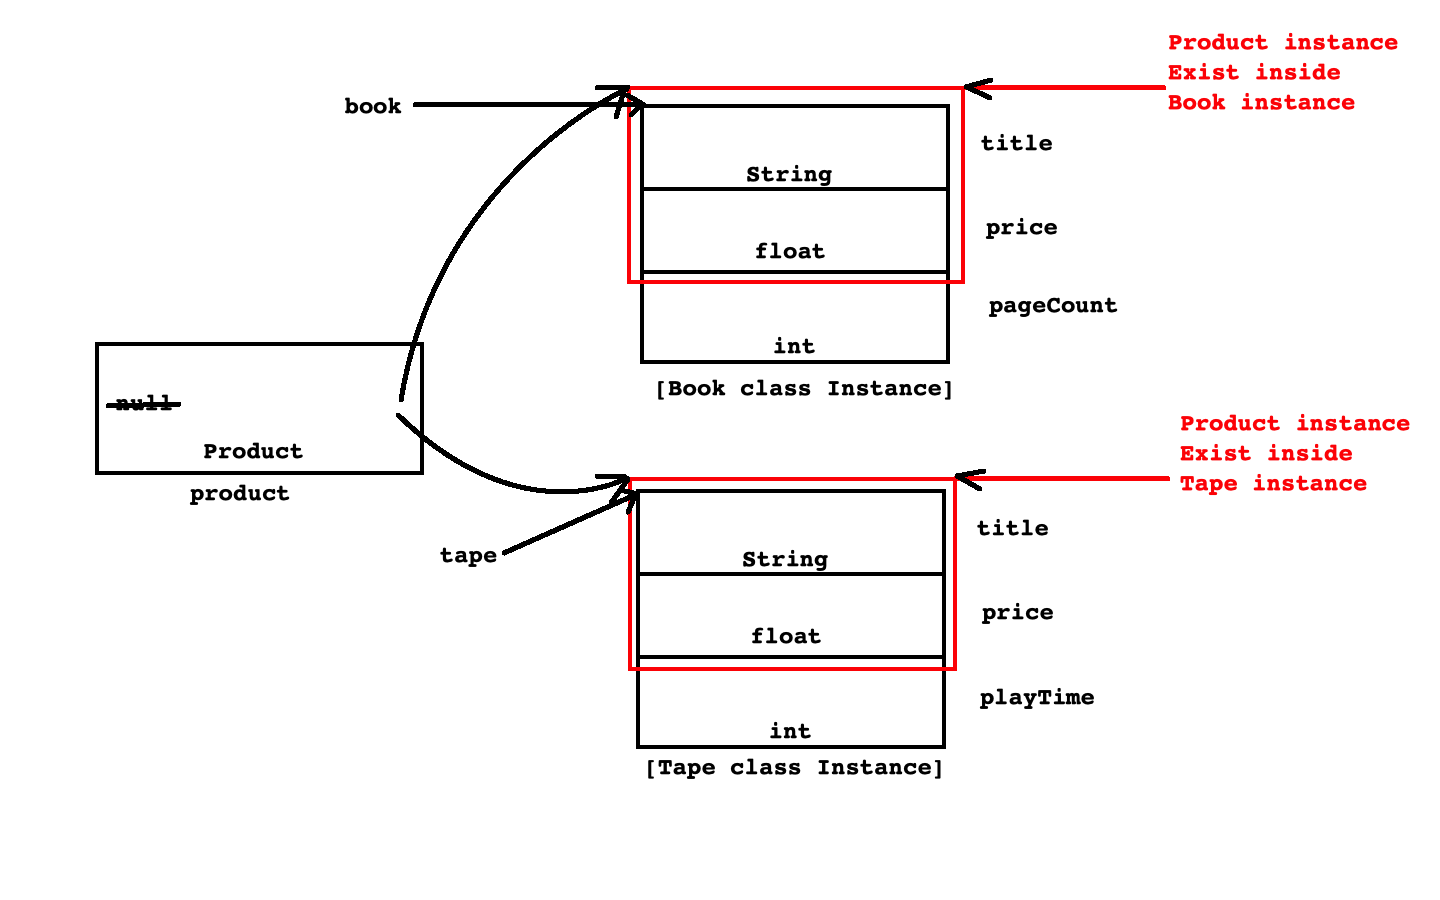 Product instance
Exist inside
Book instance
book
title
String
price
float
pageCount
int
[Book class Instance]
null
Product
product
Product instance
Exist inside
Tape instance
tape
title
String
price
float
playTime
int
[Tape class Instance]